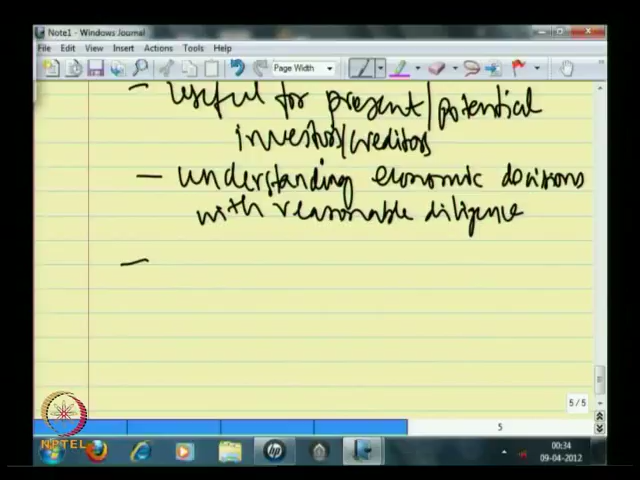 Note1 - Windows Journal
File Edit View Insert Actions Tools Help
Page Width
– useful for present/potential
investors/creditors
– understanding economic decisions
with reasonable diligence
–
5/5
5
NPTEL
hp
00:34
09-04-2012